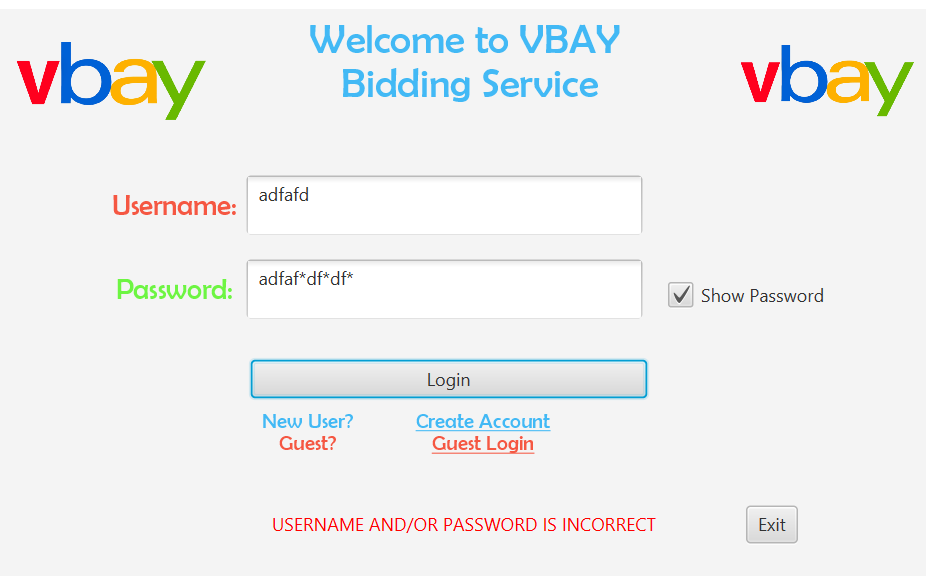 vbay
Welcome to VBAY
Bidding Service
vbay
Username:
adfafd
Password:
adfaf*df*df*
Show Password
Login
New User?
Create Account
Guest?
Guest Login
USERNAME AND/OR PASSWORD IS INCORRECT
Exit